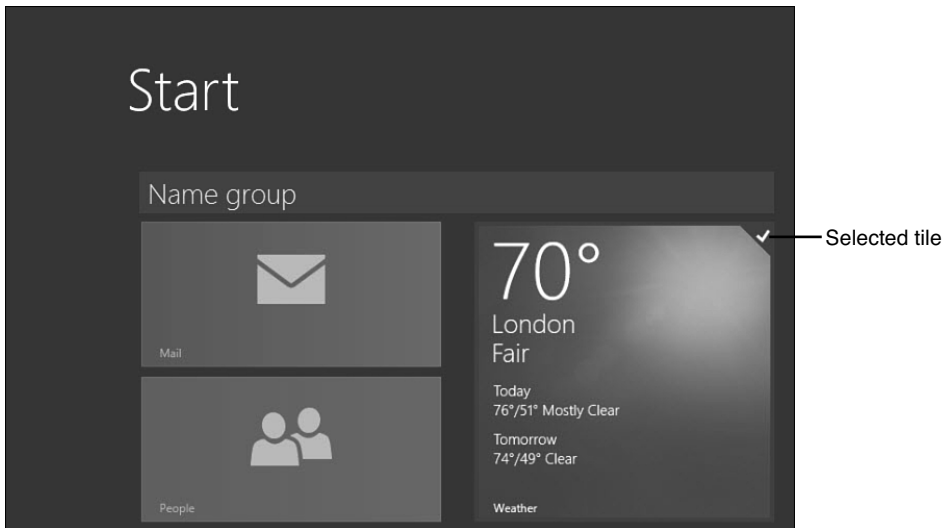 Start
Name group
Mail
People
70°
London
Fair
Today
76°/51° Mostly Clear
Tomorrow
74°/49° Clear
Weather
Selected tile